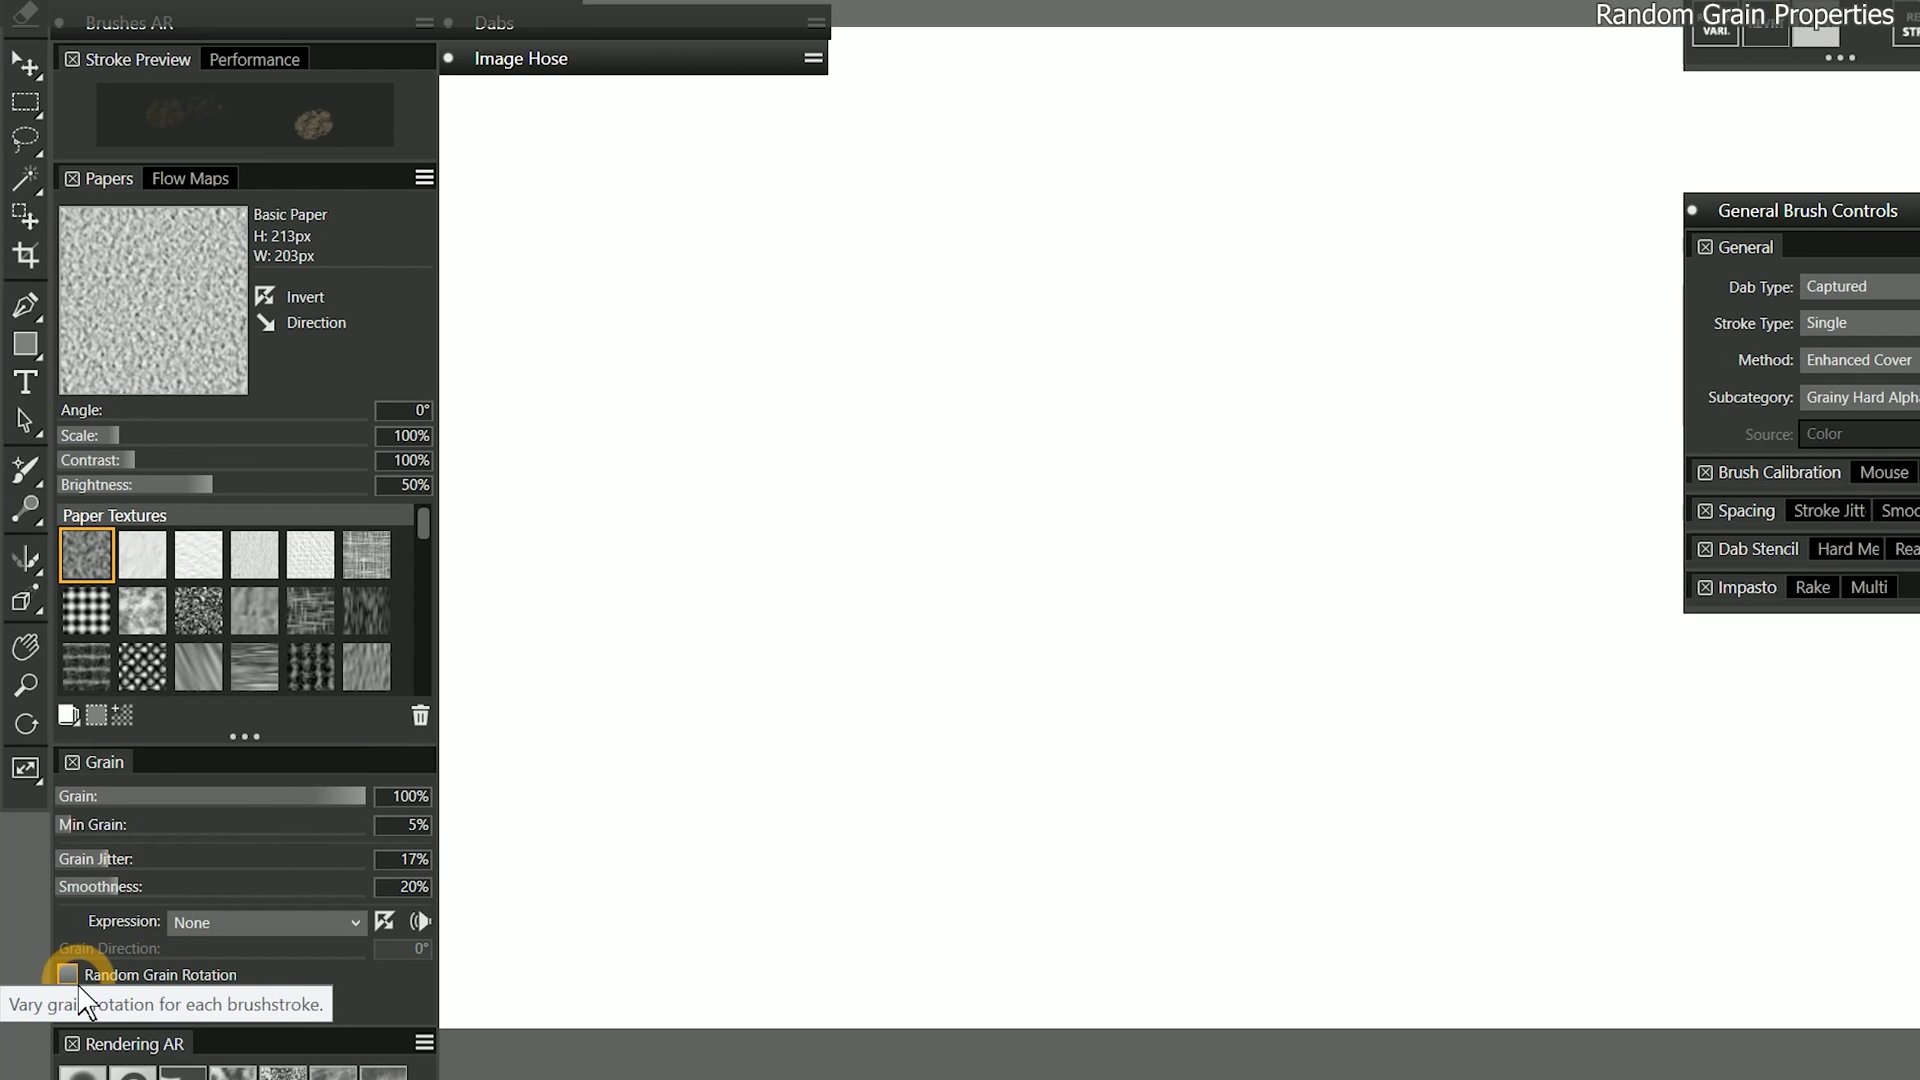 Random Grain Properties
Brushes AR
Dabs
VARI.
Stroke Preview
Performance
Image Hose
Papers
Flow Maps
Basic Paper
H: 213px
W: 203px
Invert
Direction
Angle:
0°
Scale:
100%
Contrast:
100%
Brightness:
50%
Paper Textures
Grain
Grain:
100%
Min Grain:
5%
Grain Jitter:
17%
Smoothness:
20%
Expression:
None
Grain Direction:
0°
Random Grain Rotation
Vary grain rotation for each brushstroke.
Rendering AR
General Brush Controls
General
Dab Type:
Captured
Stroke Type:
Single
Method:
Enhanced Cover
Subcategory:
Grainy Hard Alph
Source:
Color
Brush Calibration
Mouse
Spacing
Stroke Jitt
Smoo
Dab Stencil
Hard Me
Rea
Impasto
Rake
Multi